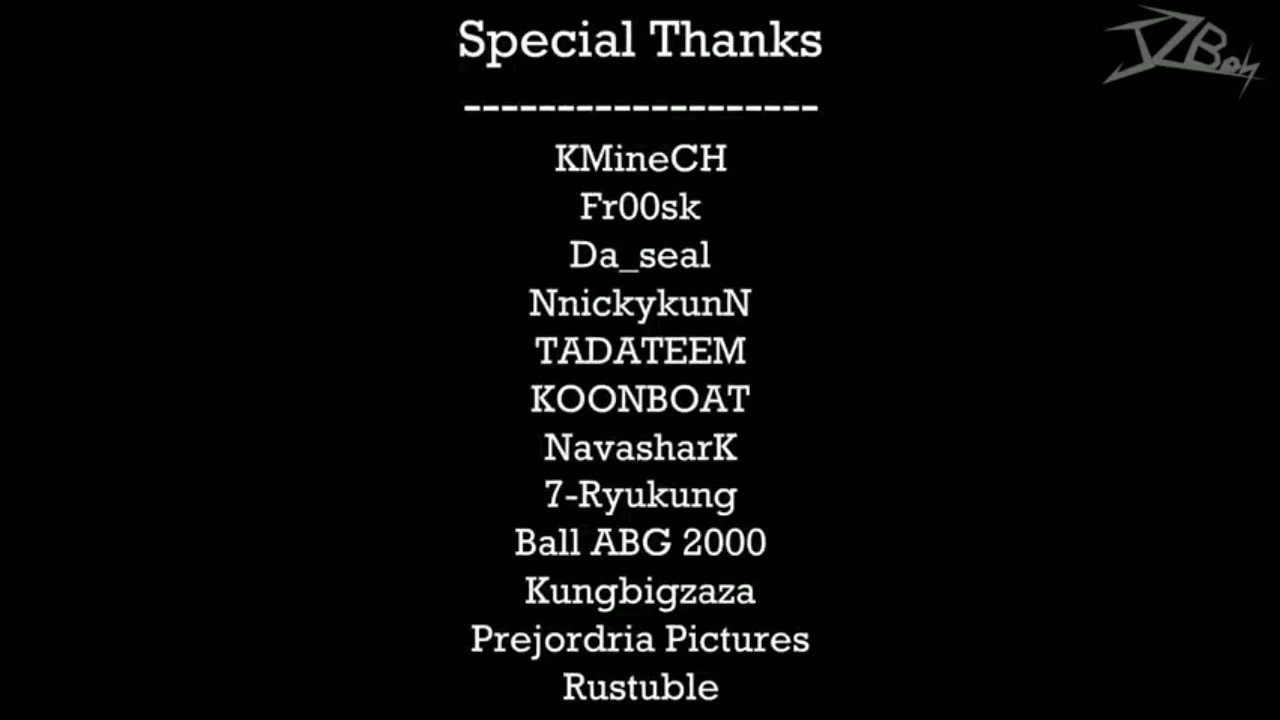 Special Thanks
-------------------
KMineCH
Fr00sk
Da_seal
NnickykunN
TADATEEM
KOONBOAT
NavasharK
7-Ryukung
Ball ABG 2000
Kungbigzaza
Prejordria Pictures
Rustuble